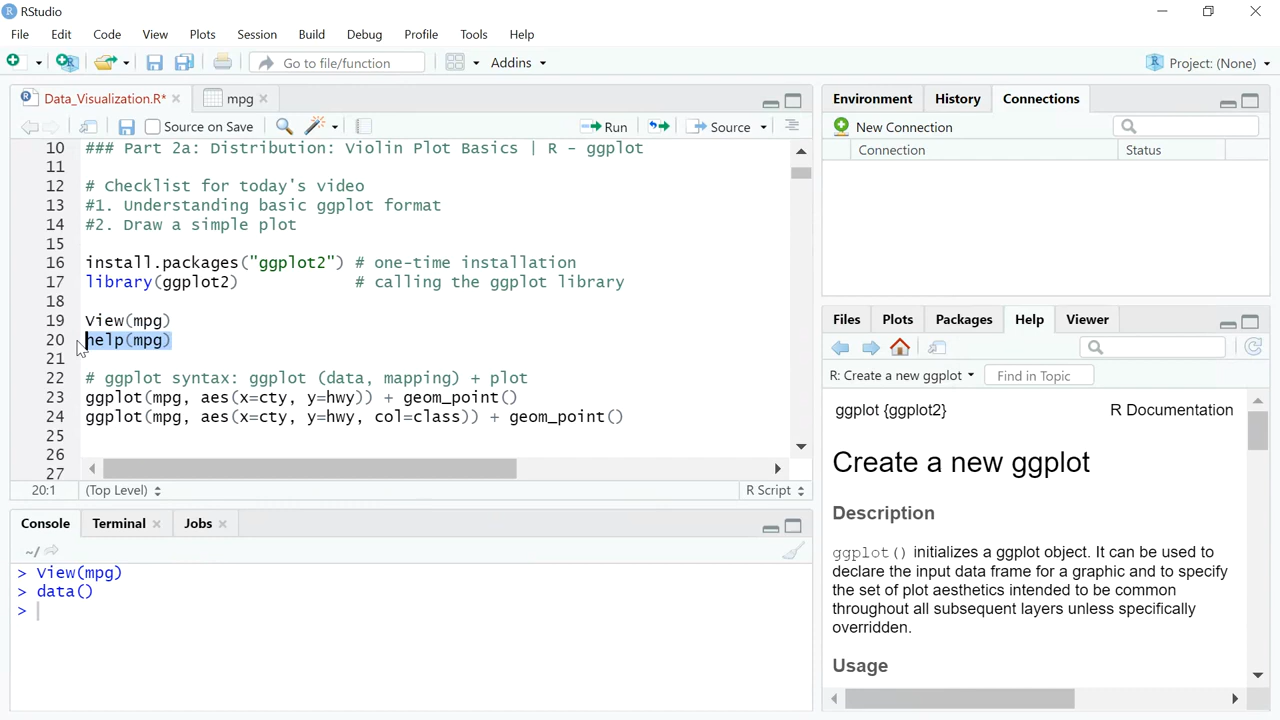 RStudio
File Edit Code View Plots Session Build Debug Profile Tools Help
Go to file/function Addins Project: (None)
Data_Visualization.R* mpg
Source on Save Run Source
10 ### Part 2a: Distribution: Violin Plot Basics | R - ggplot
11
12 # Checklist for today's video
13 #1. Understanding basic ggplot format
14 #2. Draw a simple plot
15
16 install.packages("ggplot2") # one-time installation
17 library(ggplot2) # calling the ggplot library
18
19 View(mpg)
20 help(mpg)
21
22 # ggplot syntax: ggplot (data, mapping) + plot
23 ggplot(mpg, aes(x=cty, y=hwy)) + geom_point()
24 ggplot(mpg, aes(x=cty, y=hwy, col=class)) + geom_point()
25
26
27
20:1 (Top Level) R Script
Console Terminal Jobs
~/
> View(mpg)
> data()
>
Environment History Connections
New Connection
Connection Status
Files Plots Packages Help Viewer
R: Create a new ggplot Find in Topic
ggplot {ggplot2} R Documentation
Create a new ggplot
Description
ggplot() initializes a ggplot object. It can be used to
declare the input data frame for a graphic and to specify
the set of plot aesthetics intended to be common
throughout all subsequent layers unless specifically
overridden.
Usage